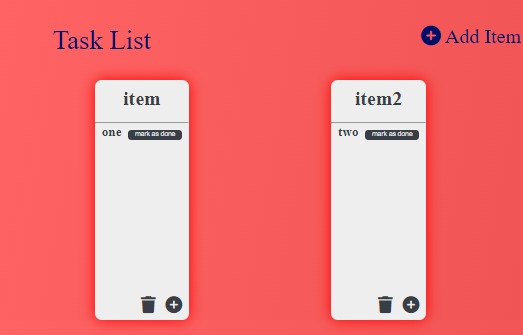 Task List
Add Item
item
one mark as done
item2
two mark as done